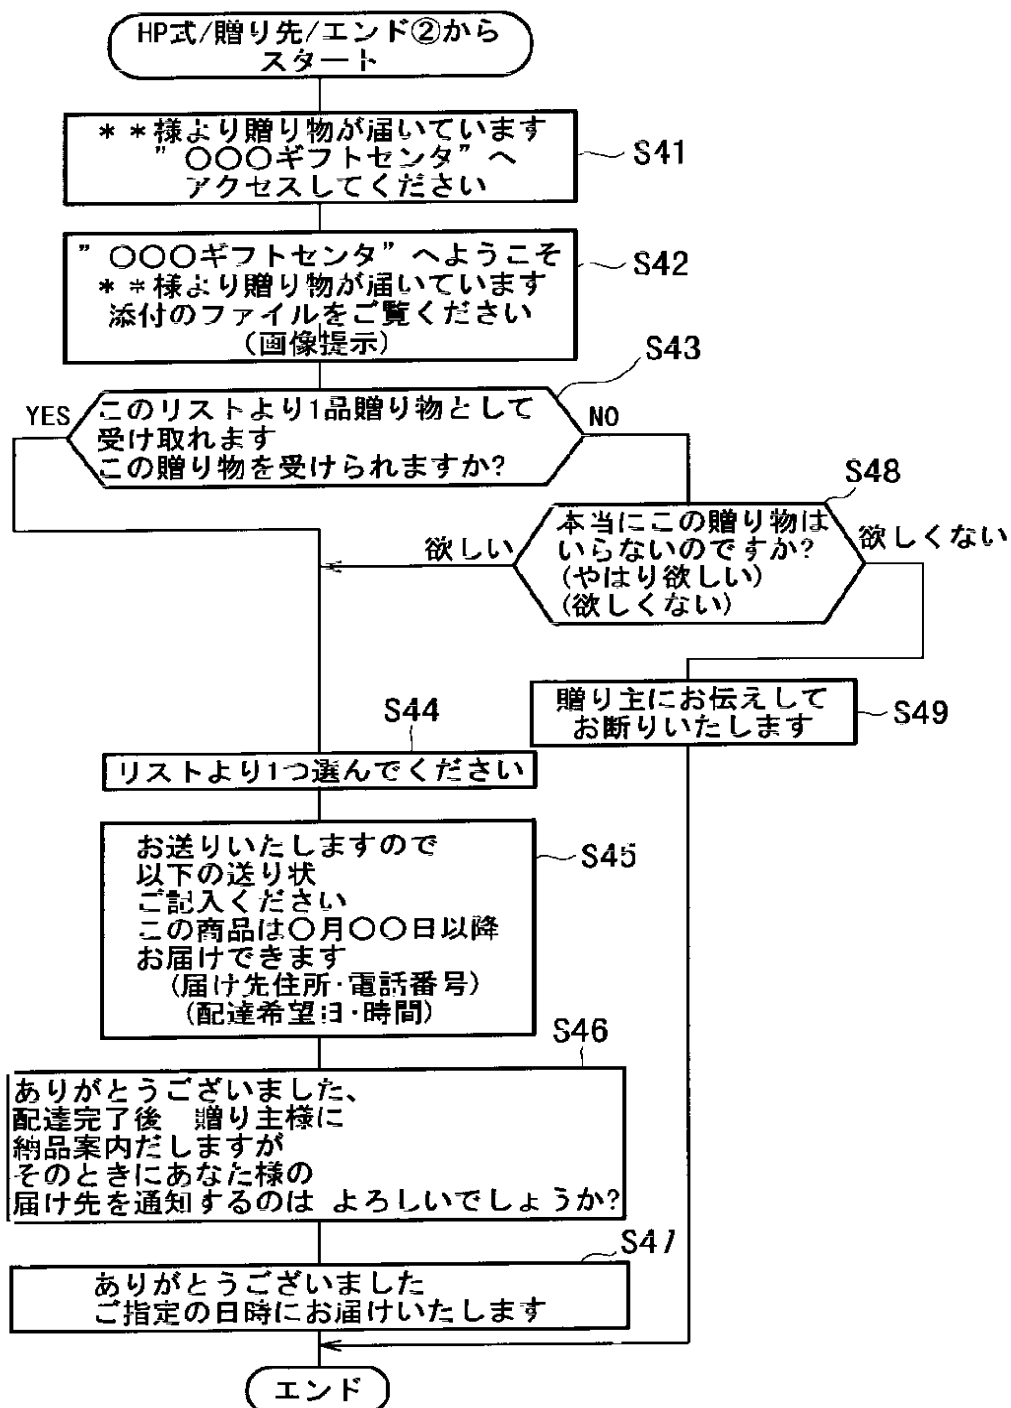 HP式/贈り先/エンド②から
スタート
＊＊様より贈り物が届いています
”〇〇〇ギフトセンタ”へ
アクセスしてください
S41
”〇〇〇ギフトセンタ”へようこそ
＊＊様より贈り物が届いています
添付のファイルをご覧ください
(画像提示)
S42
S43
YES
このリストより1品贈り物として
受け取れます
この贈り物を受けられますか?
NO
S48
本当にこの贈り物は
いらないのですか?
(やはり欲しい)
(欲しくない)
欲しい
欲しくない
贈り主にお伝えして
お断りいたします
S49
S44
リストより1つ選んでください
お送りいたしますので
以下の送り状
ご記入ください
この商品は〇月〇〇日以降
お届けできます
(届け先住所･電話番号)
(配達希望日･時間)
S45
S46
ありがとうございました、
配達完了後　贈り主様に
納品案内だしますが
そのときにあなた様の
届け先を通知するのは よろしいでしょうか?
S47
ありがとうございました
ご指定の日時にお届けいたします
エンド